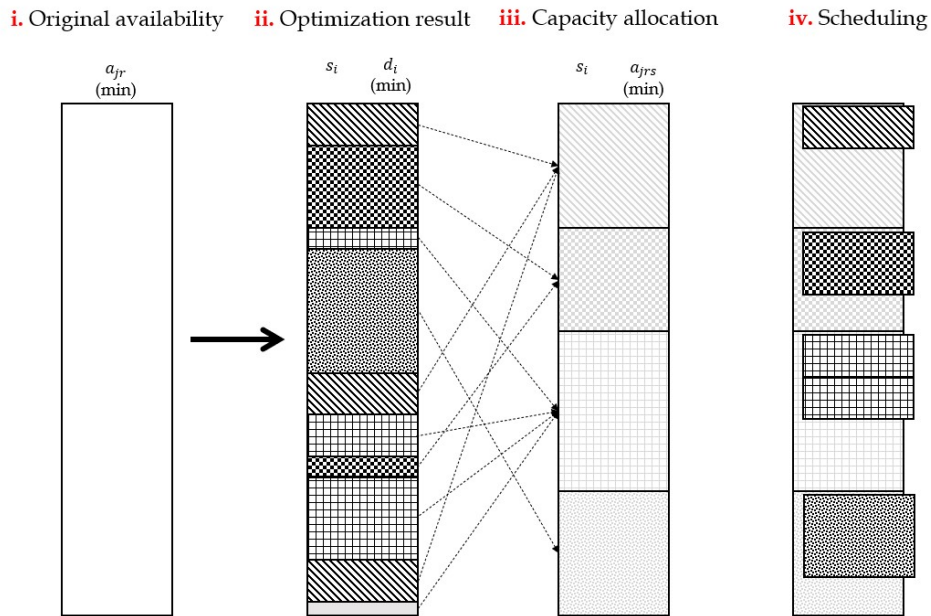 i. Original availability
ii. Optimization result
iii. Capacity allocation
iv. Scheduling
a_jr
(min)
s_i
d_i
(min)
s_i
a_jrs
(min)